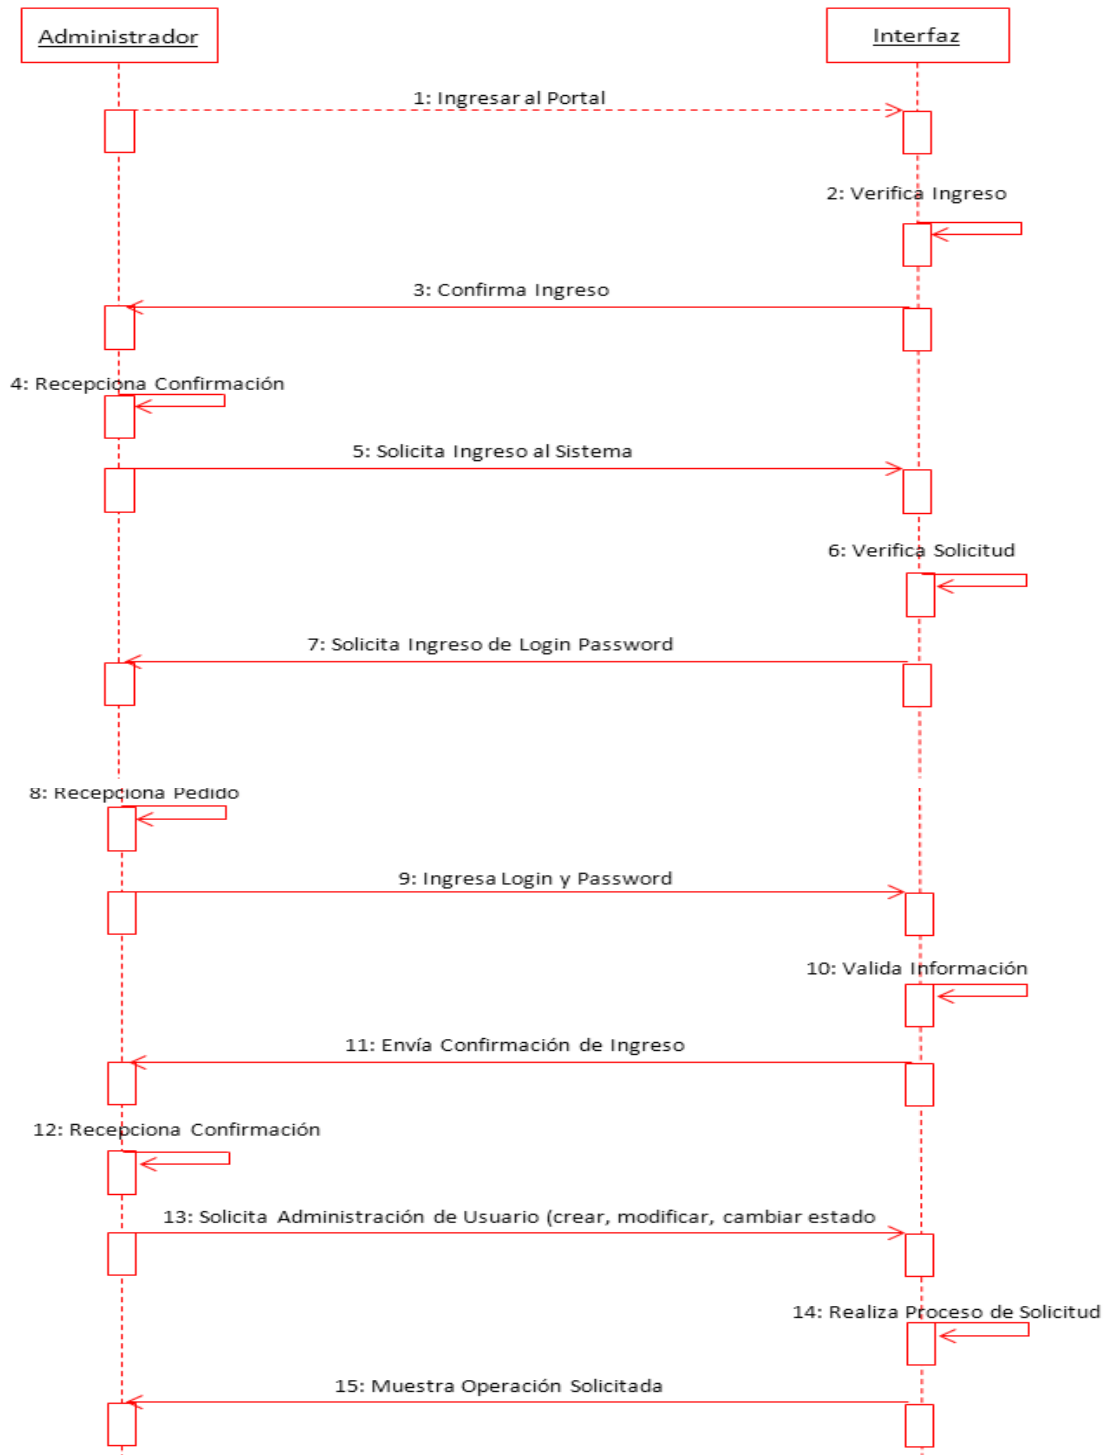 Administrador
Interfaz
1: Ingresar al Portal
2: Verifica Ingreso
3: Confirma Ingreso
4: Recepciona Confirmación
5: Solicita Ingreso al Sistema
6: Verifica Solicitud
7: Solicita Ingreso de Login Password
8: Recepciona Pedido
9: Ingresa Login y Password
10: Valida Información
11: Envía Confirmación de Ingreso
12: Recepciona Confirmación
13: Solicita Administración de Usuario (crear, modificar, cambiar estado
14: Realiza Proceso de Solicitud
15: Muestra Operación Solicitada